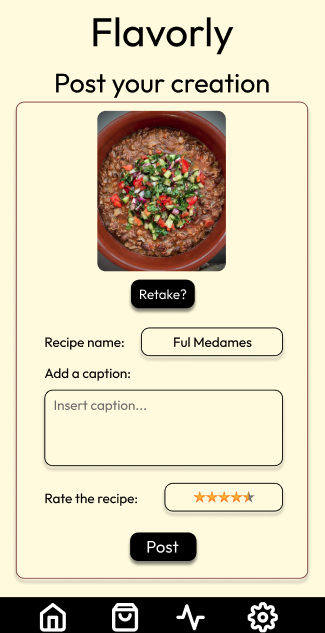 Flavorly
Post your creation
Retake?
Recipe name: Ful Medames
Add a caption:
Insert caption...
Rate the recipe:
Post